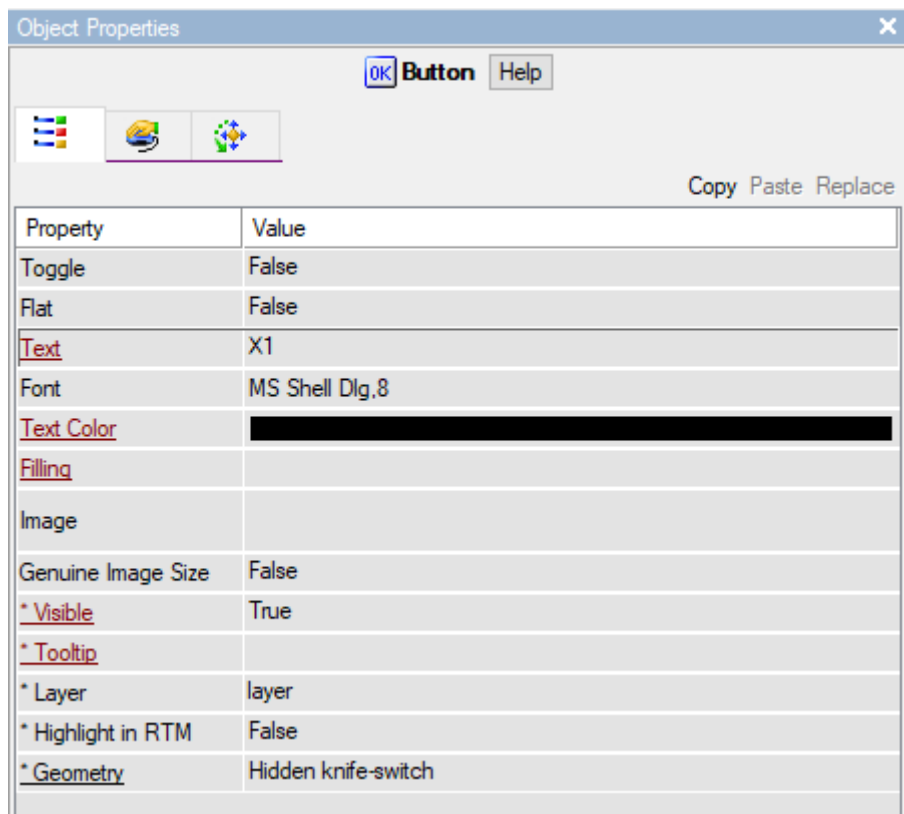 Object Properties
OK Button Help
Copy Paste Replace
Property Value
Toggle False
Flat False
Text X1
Font MS Shell Dlg,8
Text Color
Filling
Image
Genuine Image Size False
* Visible True
* Tooltip
* Layer layer
* Highlight in RTM False
* Geometry Hidden knife-switch